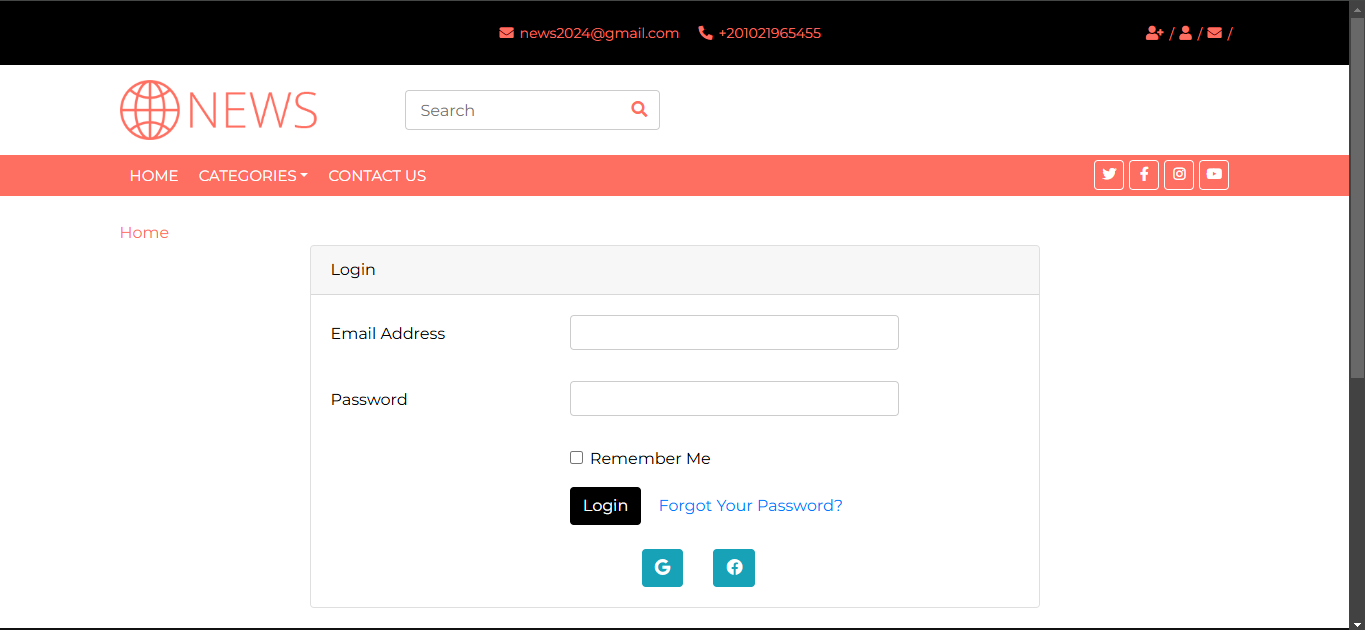 news2024@gmail.com +201021965455 / / /
NEWS
Search
HOME CATEGORIES CONTACT US
Home
Login
Email Address
Password
Remember Me
Login Forgot Your Password?